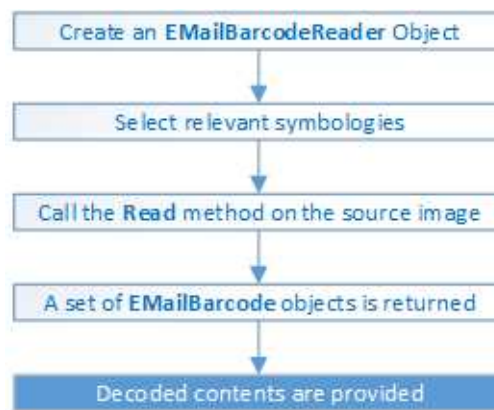 Create an EMailBarcodeReader Object
Select relevant symbologies
Call the Read method on the source image
A set of EMailBarcode objects is returned
Decoded contents are provided